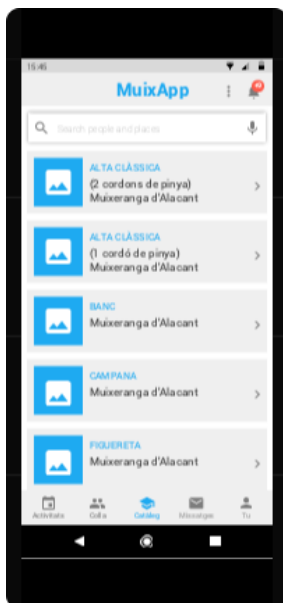 15:45
MuixApp
Search people and places
ALTA CLÀSSICA
(2 cordons de pinya)
Muixeranga d'Alacant
ALTA CLÀSSICA
(1 cordó de pinya)
Muixeranga d'Alacant
BANC
Muixeranga d'Alacant
CAMPANA
Muixeranga d'Alacant
FIGUERETA
Muixeranga d'Alacant
Activitats Colla Catàleg Missatges Tu